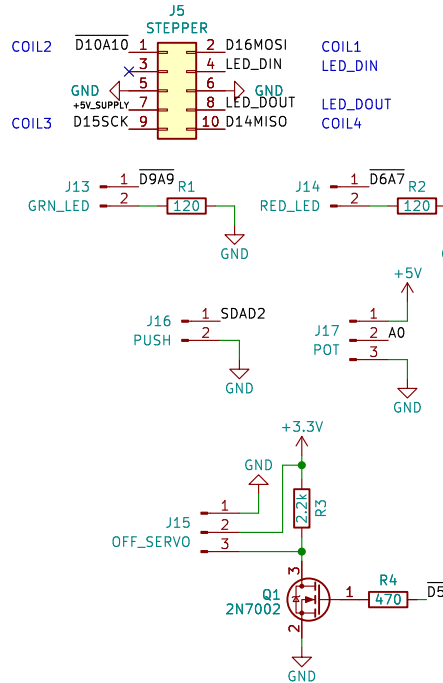 J5
STEPPER
COIL2 D10A10 1 2 D16MOSI COIL1
3 4 LED_DIN LED_DIN
GND 5 6 GND
+5V_SUPPLY 7 8 LED_DOUT LED_DOUT
COIL3 D15SCK 9 10 D14MISO COIL4
J13 1 D9A9 R1
GRN_LED 2 120
GND
J14 1 D6A7 R2
RED_LED 2 120
J16 1 SDAD2
PUSH 2
GND
+5V
J17 1
2 A0
POT 3
GND
+3.3V
GND
2.2k R3
J15 1
2
OFF_SERVO 3
3
Q1
2N7002
1 R4
470 D5
2
GND